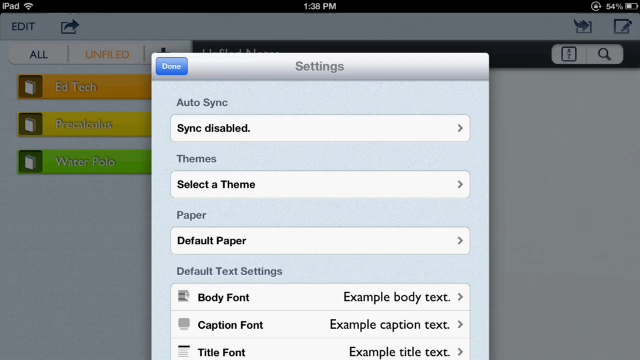 iPad 1:38 PM 54%
EDIT
ALL UNFILED + Unfiled Notes
Done Settings
Ed Tech
Precalculus
Water Polo
Auto Sync
Sync disabled.
Themes
Select a Theme
Paper
Default Paper
Default Text Settings
Body Font Example body text.
Caption Font Example caption text.
Title Font Example title text.